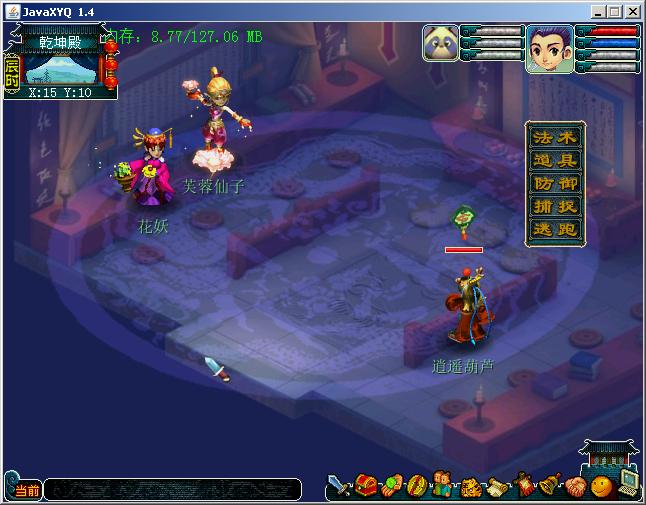 JavaXYQ 1.4
内存: 8.77/127.06 MB
乾坤殿
辰时
X:15 Y:10
法术
道具
防御
捕捉
逃跑
芙蓉仙子
花妖
逍遥葫芦
当前